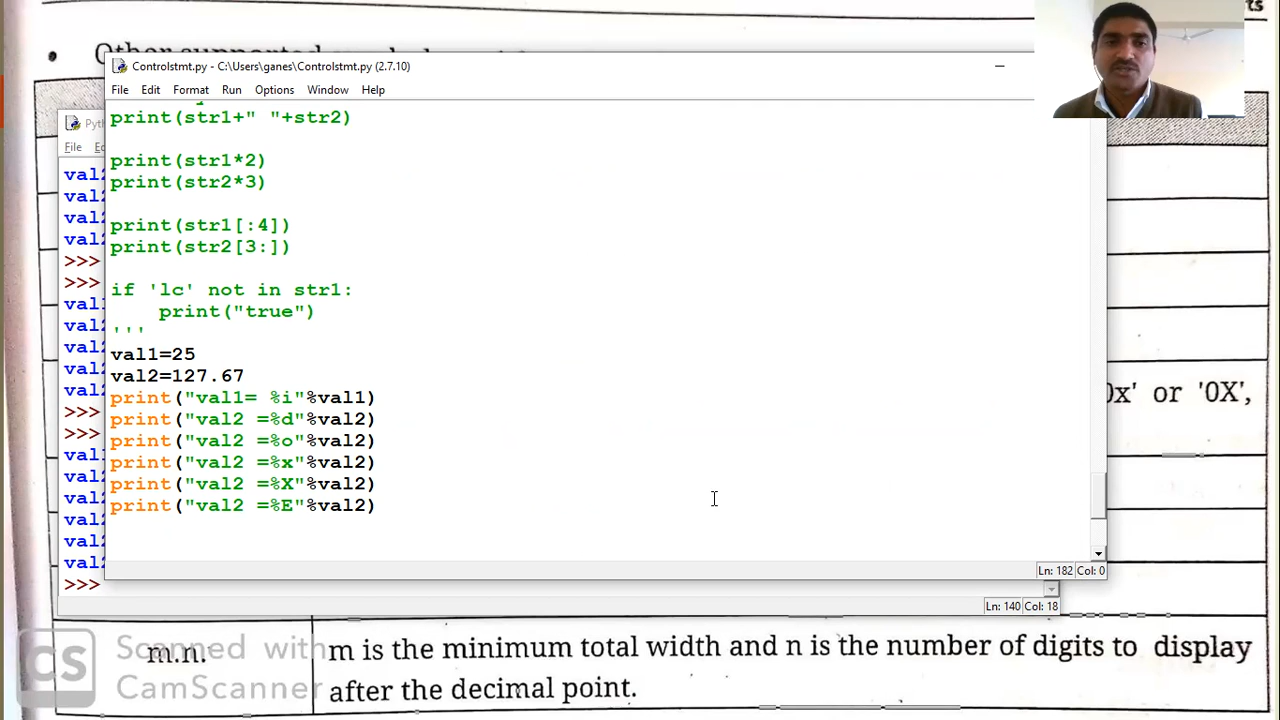 ts
• Other supported
Controlstmt.py - C:\Users\ganes\Controlstmt.py (2.7.10)
File Edit Format Run Options Window Help
print(str1+" "+str2)
print(str1*2)
print(str2*3)
print(str1[:4])
print(str2[3:])
if 'lc' not in str1:
print("true")
'''
val1=25
val2=127.67
print("val1= %i"%val1)
print("val2 =%d"%val2)
print("val2 =%o"%val2)
print("val2 =%x"%val2)
print("val2 =%X"%val2)
print("val2 =%E"%val2)
Ln: 182 Col: 0
File
>>>
>>>
>>>
>>>
>>>
Ln: 140 Col: 18
0x' or '0X',
m.n. m is the minimum total width and n is the number of digits to display
after the decimal point.
CS Scanned with
CamScanner